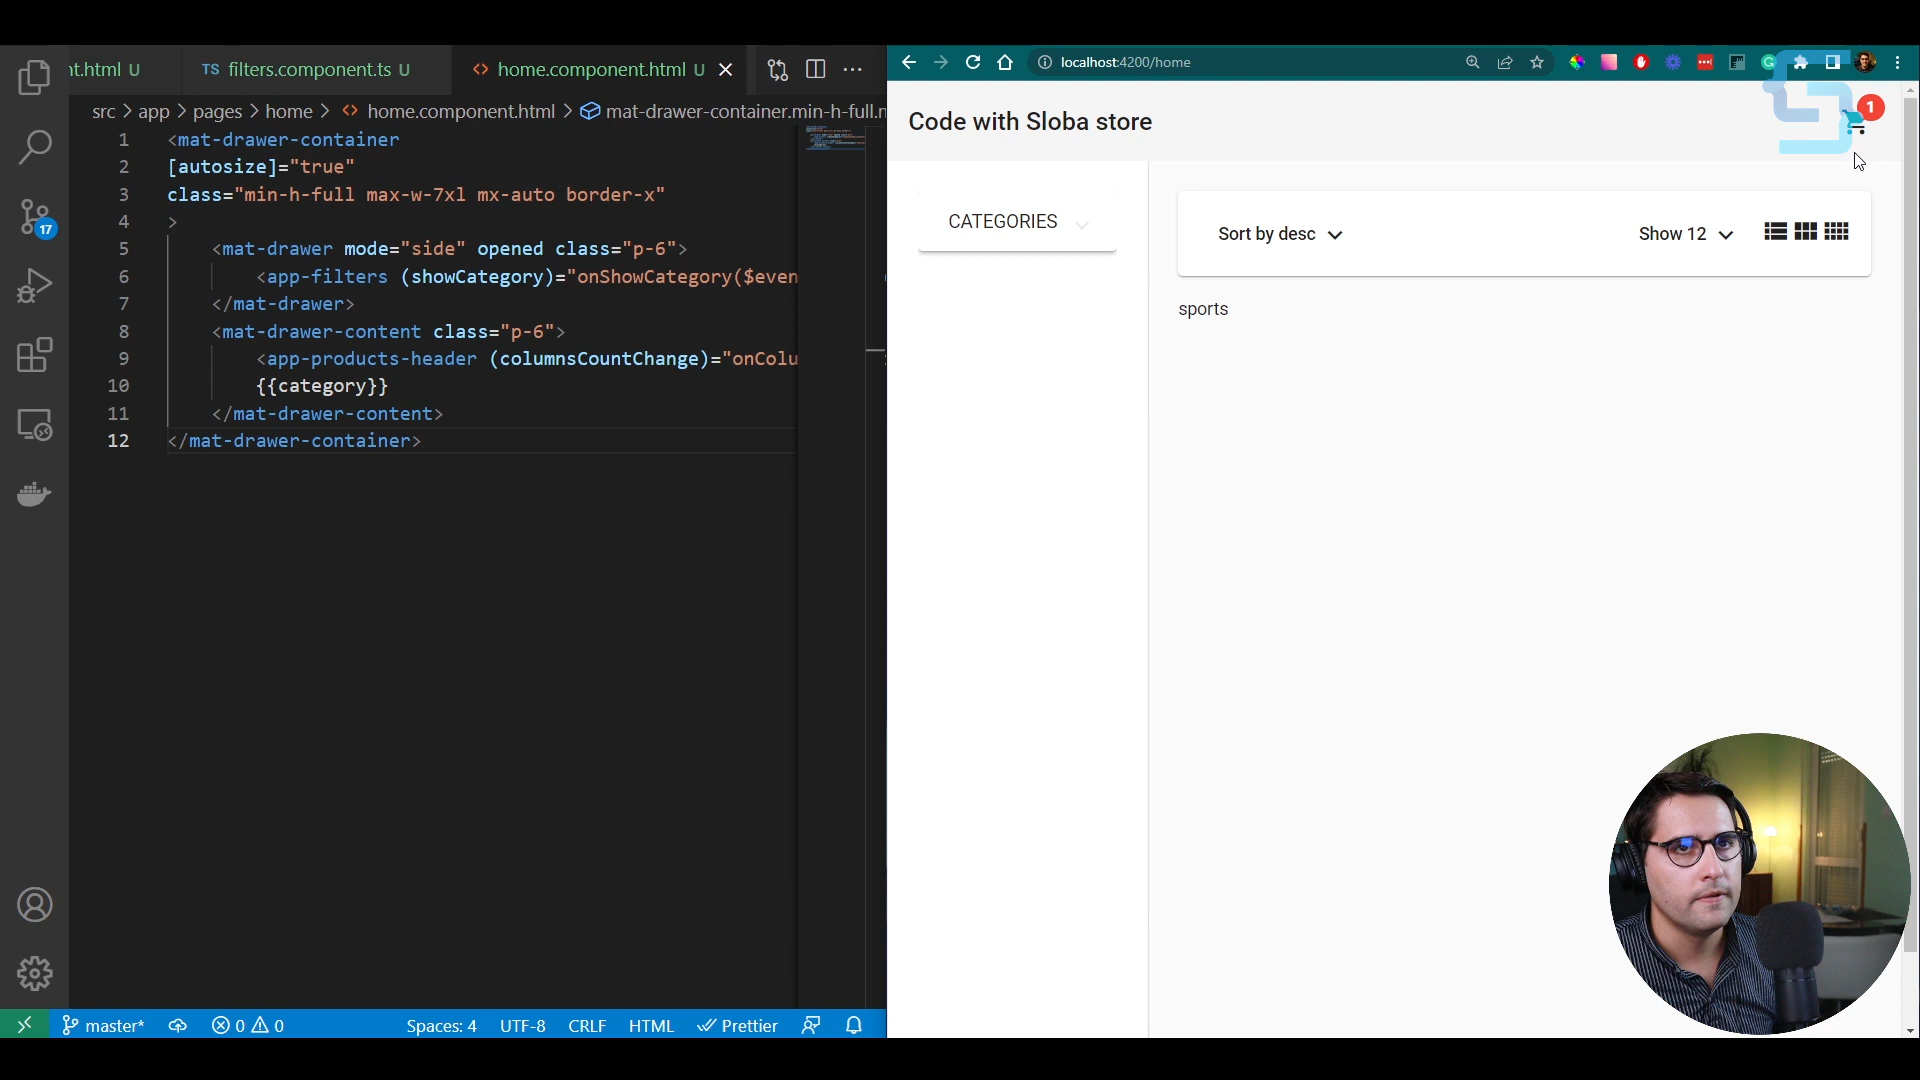 nt.html U
TS filters.component.ts U
<> home.component.html U
src > app > pages > home > <> home.component.html > mat-drawer-container.min-h-full.
1 <mat-drawer-container
2 [autosize]="true"
3 class="min-h-full max-w-7xl mx-auto border-x"
4 >
5 <mat-drawer mode="side" opened class="p-6">
6 <app-filters (showCategory)="onShowCategory($even
7 </mat-drawer>
8 <mat-drawer-content class="p-6">
9 <app-products-header (columnsCountChange)="onColu
10 {{category}}
11 </mat-drawer-content>
12 </mat-drawer-container>
17
master*
0 0
Spaces: 4
UTF-8
CRLF
HTML
Prettier
localhost:4200/home
Code with Sloba store
1
CATEGORIES
Sort by desc
Show 12
sports